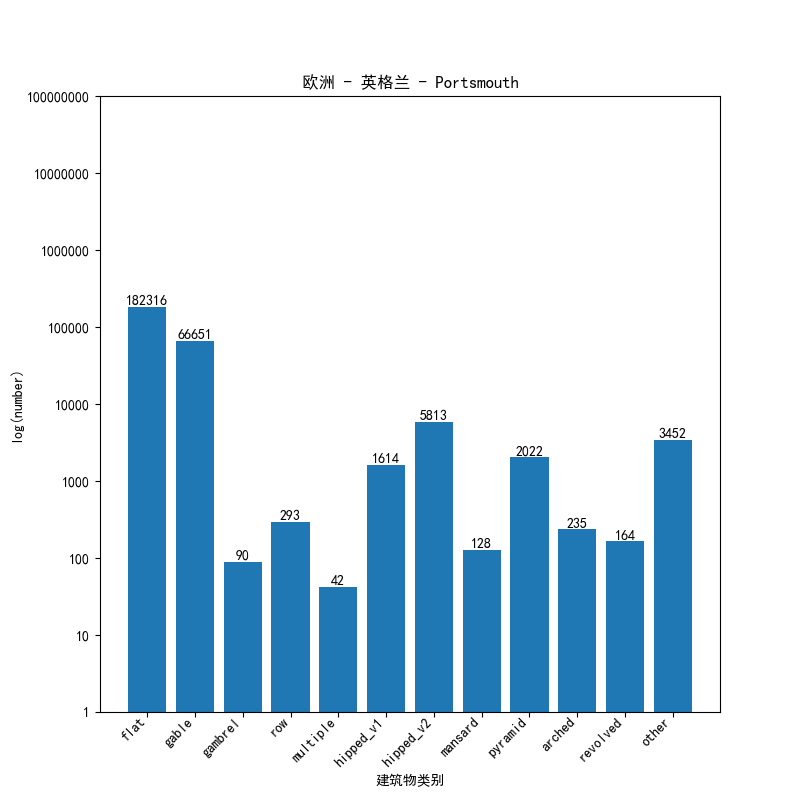 欧洲 - 英格兰 - Portsmouth
100000000
10000000
1000000
100000
10000
1000
100
10
1
log(number)
182316
66651
90
293
42
1614
5813
128
2022
235
164
3452
flat
gable
gambrel
row
multiple
hipped_v1
hipped_v2
mansard
pyramid
arched
revolved
other
建筑物类别